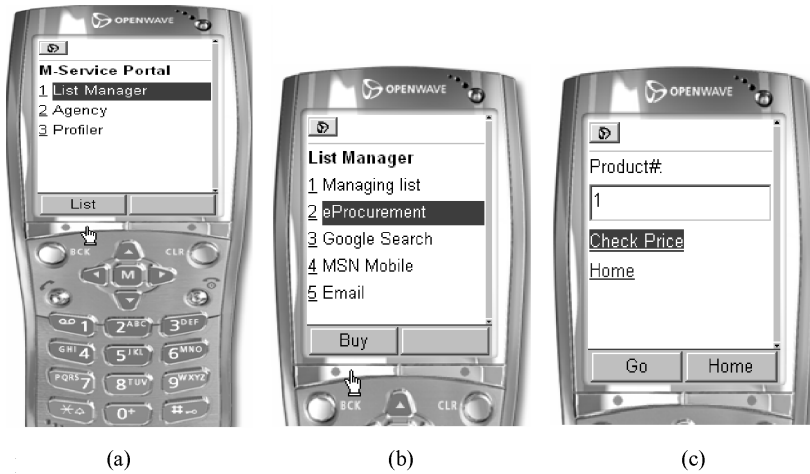 OPENWAVE
M-Service Portal
1 List Manager
2 Agency
3 Profiler
List
BCK
CLR
M
1
2ABC
3DEF
GHI 4
5JKL
6MNO
PQRS 7
8TUV
9WXYZ
0+
#
(a)
OPENWAVE
List Manager
1 Managing list
2 eProcurement
3 Google Search
4 MSN Mobile
5 Email
Buy
BCK
CLR
(b)
OPENWAVE
Product#:
1
Check Price
Home
Go
Home
(c)